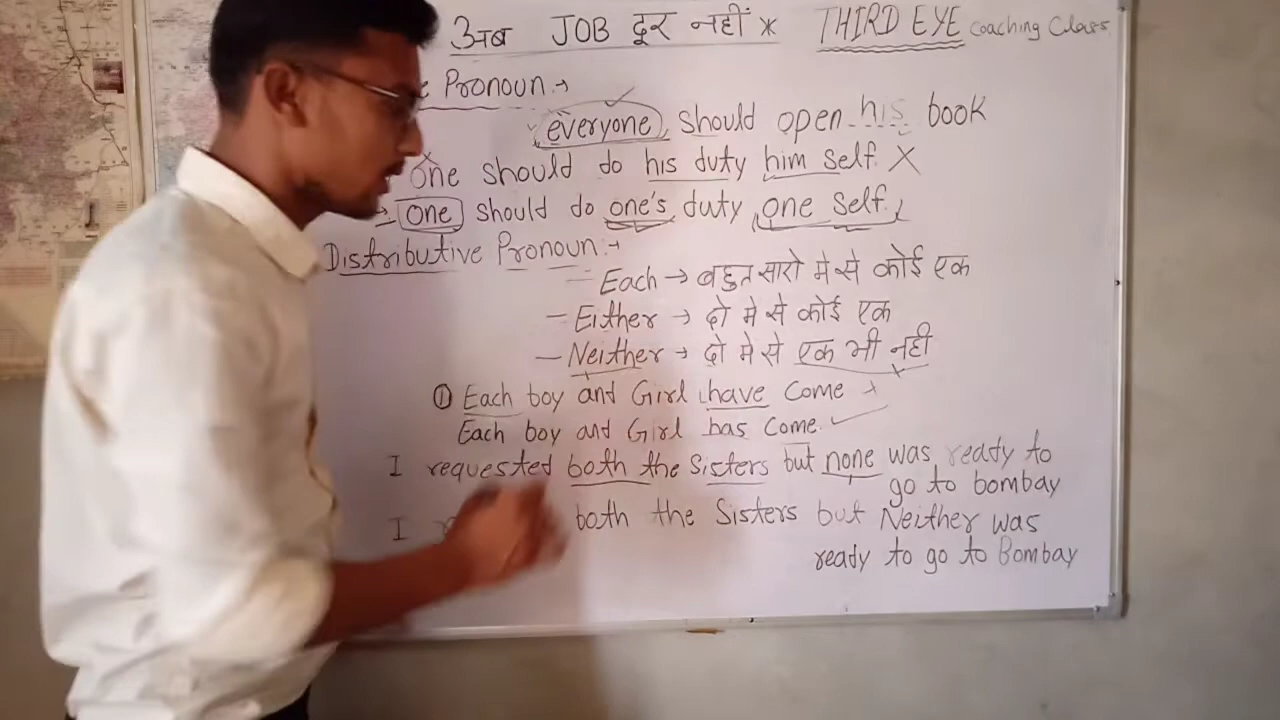 अब JOB दूर नहीं * THIRD EYE Coaching Class
Pronoun :→
everyone should open his book
One should do his duty him self. X
one should do one's duty one self.
Distributive Pronoun :→
Each → बहुत सारो मे से कोई एक
— Either → दो मे से कोई एक
— Neither → दो मे से एक भी नही
① Each boy and Girl have Come
Each boy and Girl has Come.
I requested both the Sisters but none was ready to
go to bombay
I both the Sisters but Neither was
ready to go to Bombay